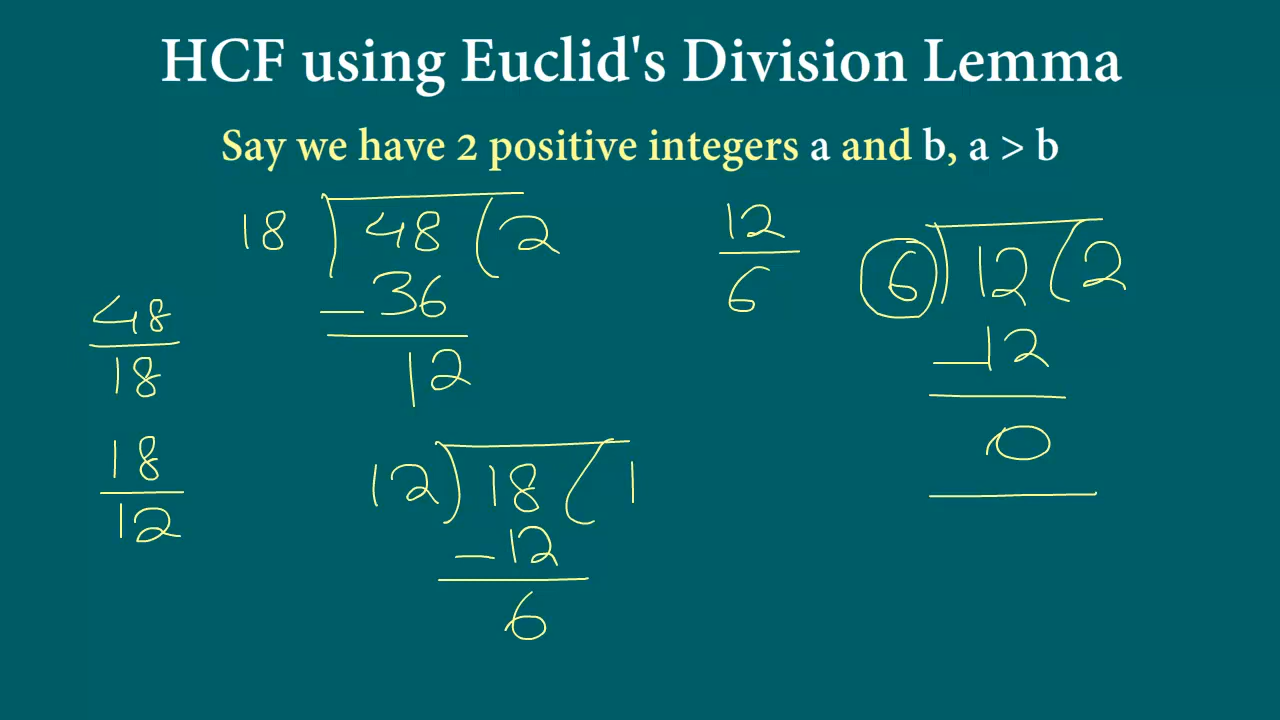 HCF using Euclid's Division Lemma
Say we have 2 positive integers a and b, a > b
48
18
18 ) 48 ( 2
− 36
12
18
12
12 ) 18 ( 1
− 12
6
12
6
6 ) 12 ( 2
− 12
0